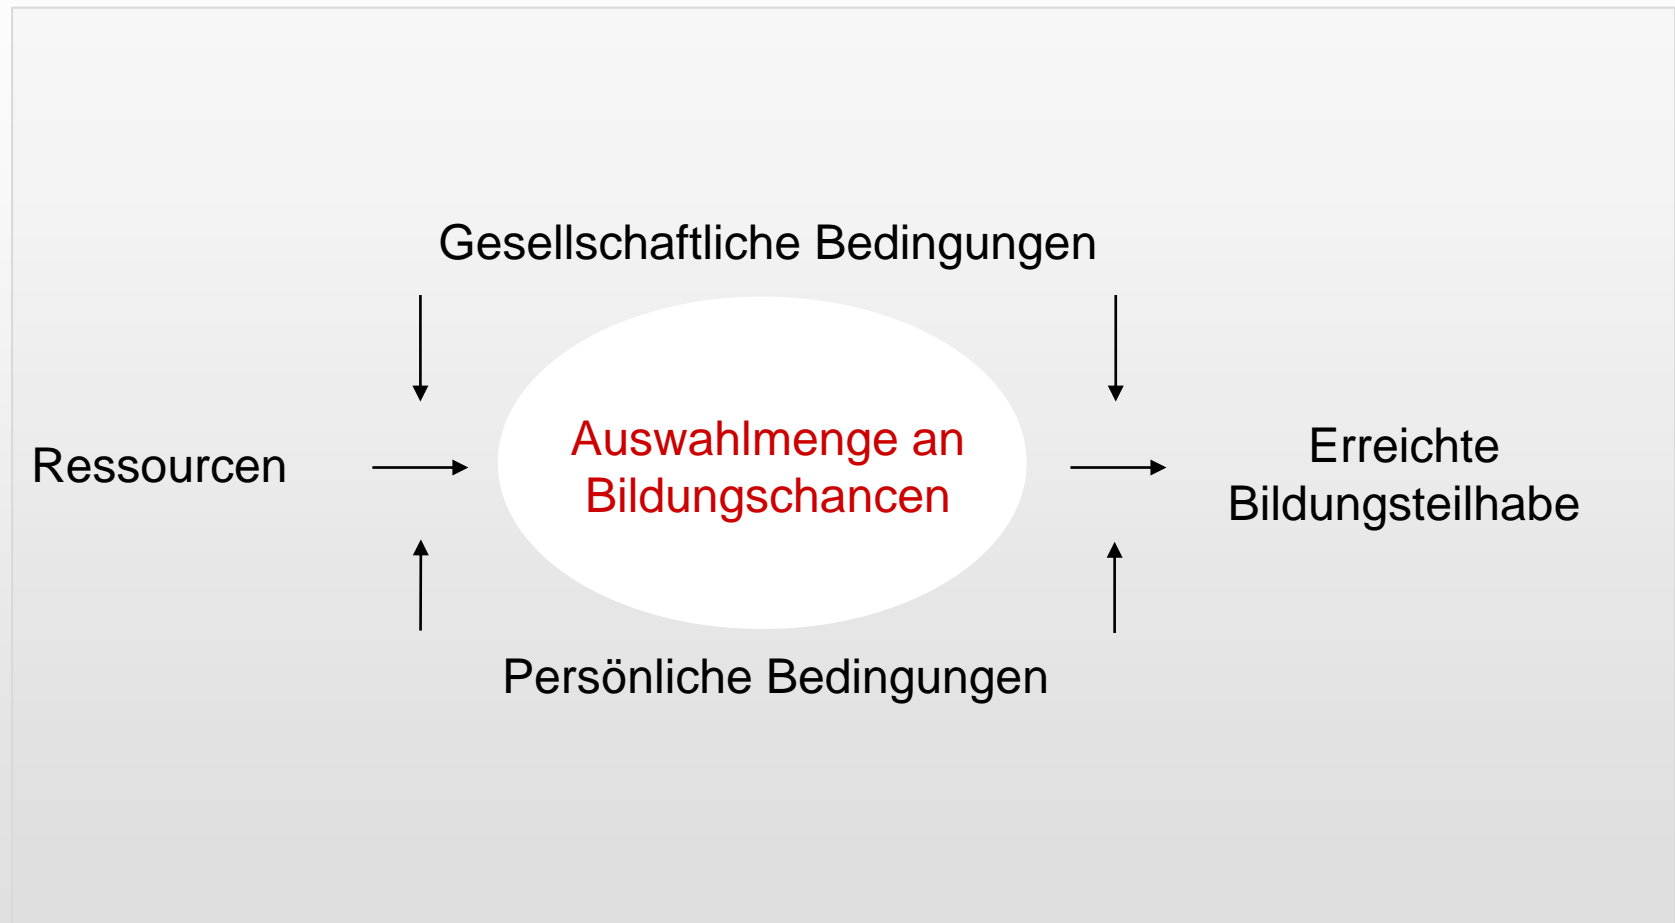 Gesellschaftliche Bedingungen
Ressourcen
Auswahlmenge an
Bildungschancen
Erreichte
Bildungsteilhabe
Persönliche Bedingungen